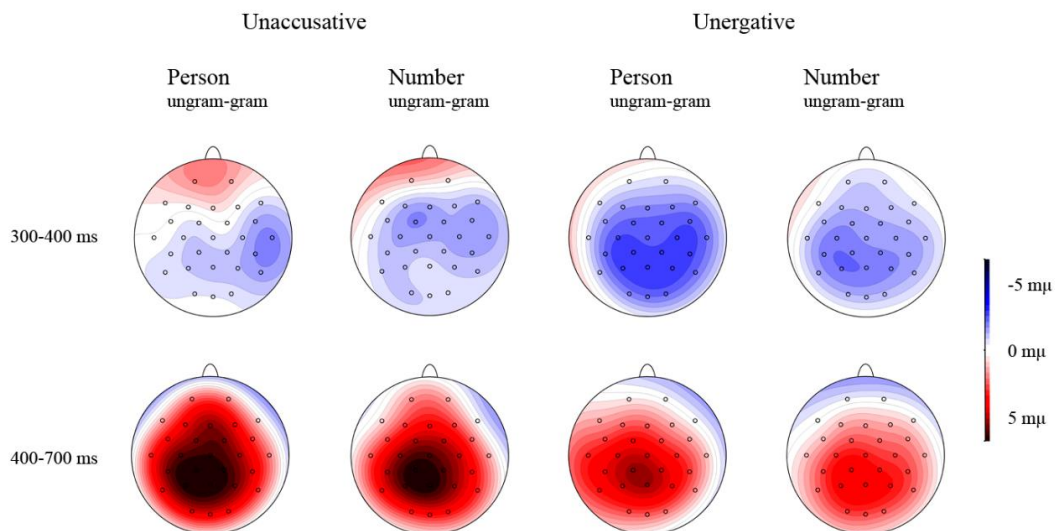 Unaccusative Unergative
Person Number Person Number
ungram-gram ungram-gram ungram-gram ungram-gram
300-400 ms
-5 mμ
0 mμ
5 mμ
400-700 ms